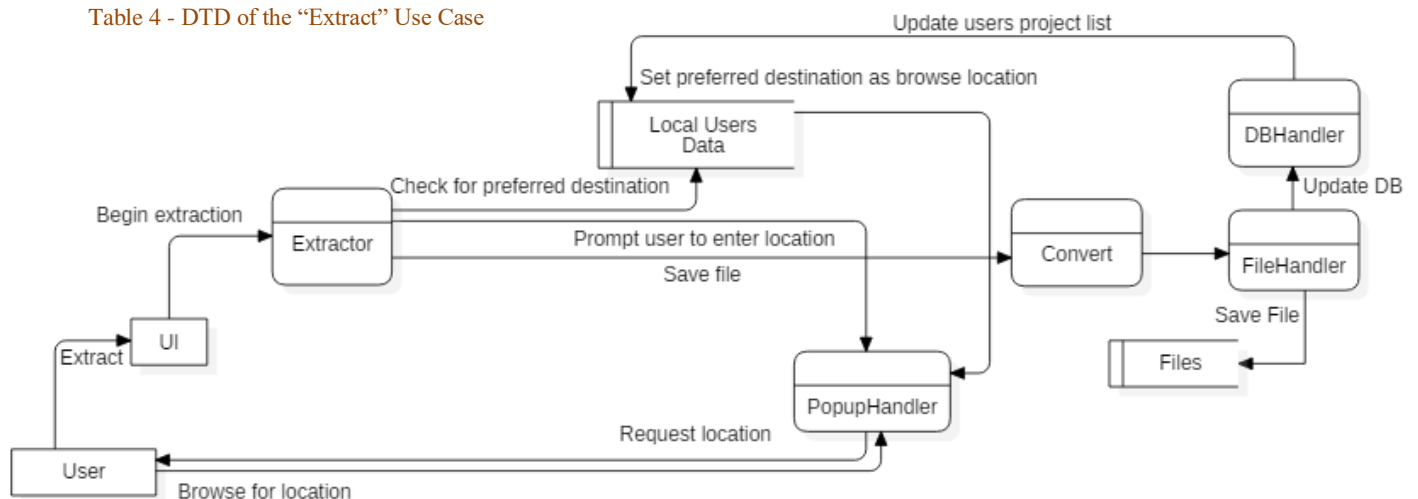 Table 4 - DTD of the “Extract” Use Case
Update users project list
Set preferred destination as browse location
Local Users
Data
DBHandler
Check for preferred destination
Update DB
Begin extraction
Extractor
Prompt user to enter location
Convert
FileHandler
Save file
Save File
UI
Extract
Files
PopupHandler
Request location
User
Browse for location